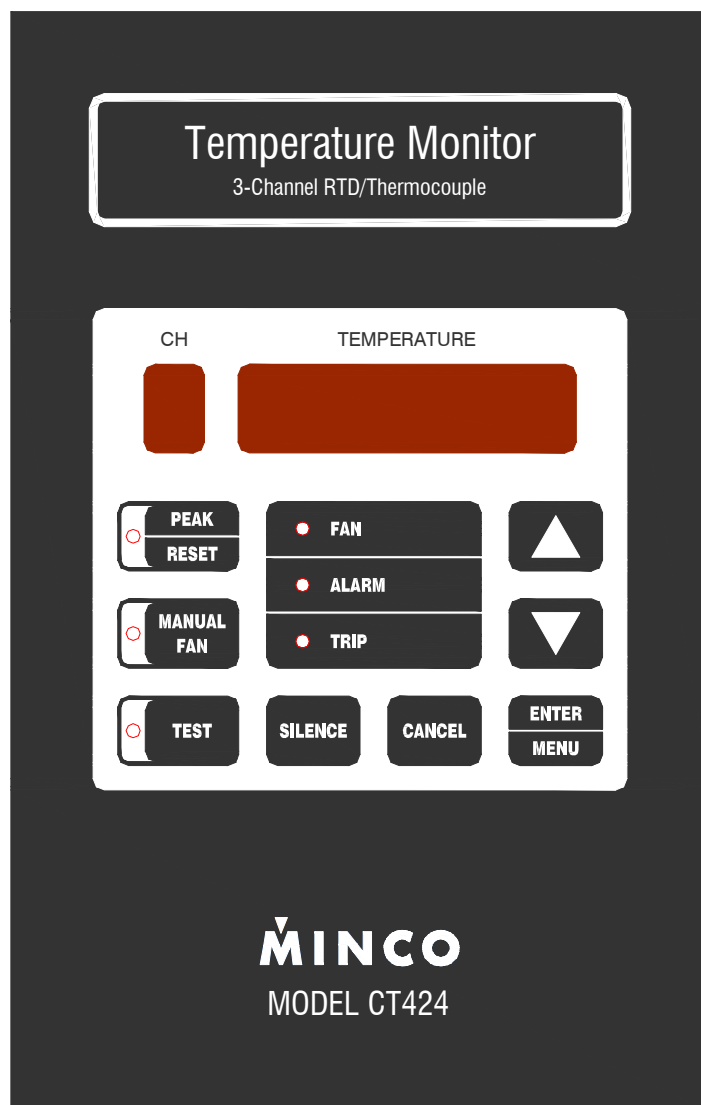 Temperature Monitor
3-Channel RTD/Thermocouple
CH TEMPERATURE
PEAK
RESET
FAN
ALARM
TRIP
MANUAL
FAN
TEST
SILENCE
CANCEL
ENTER
MENU
MINCO
MODEL CT424